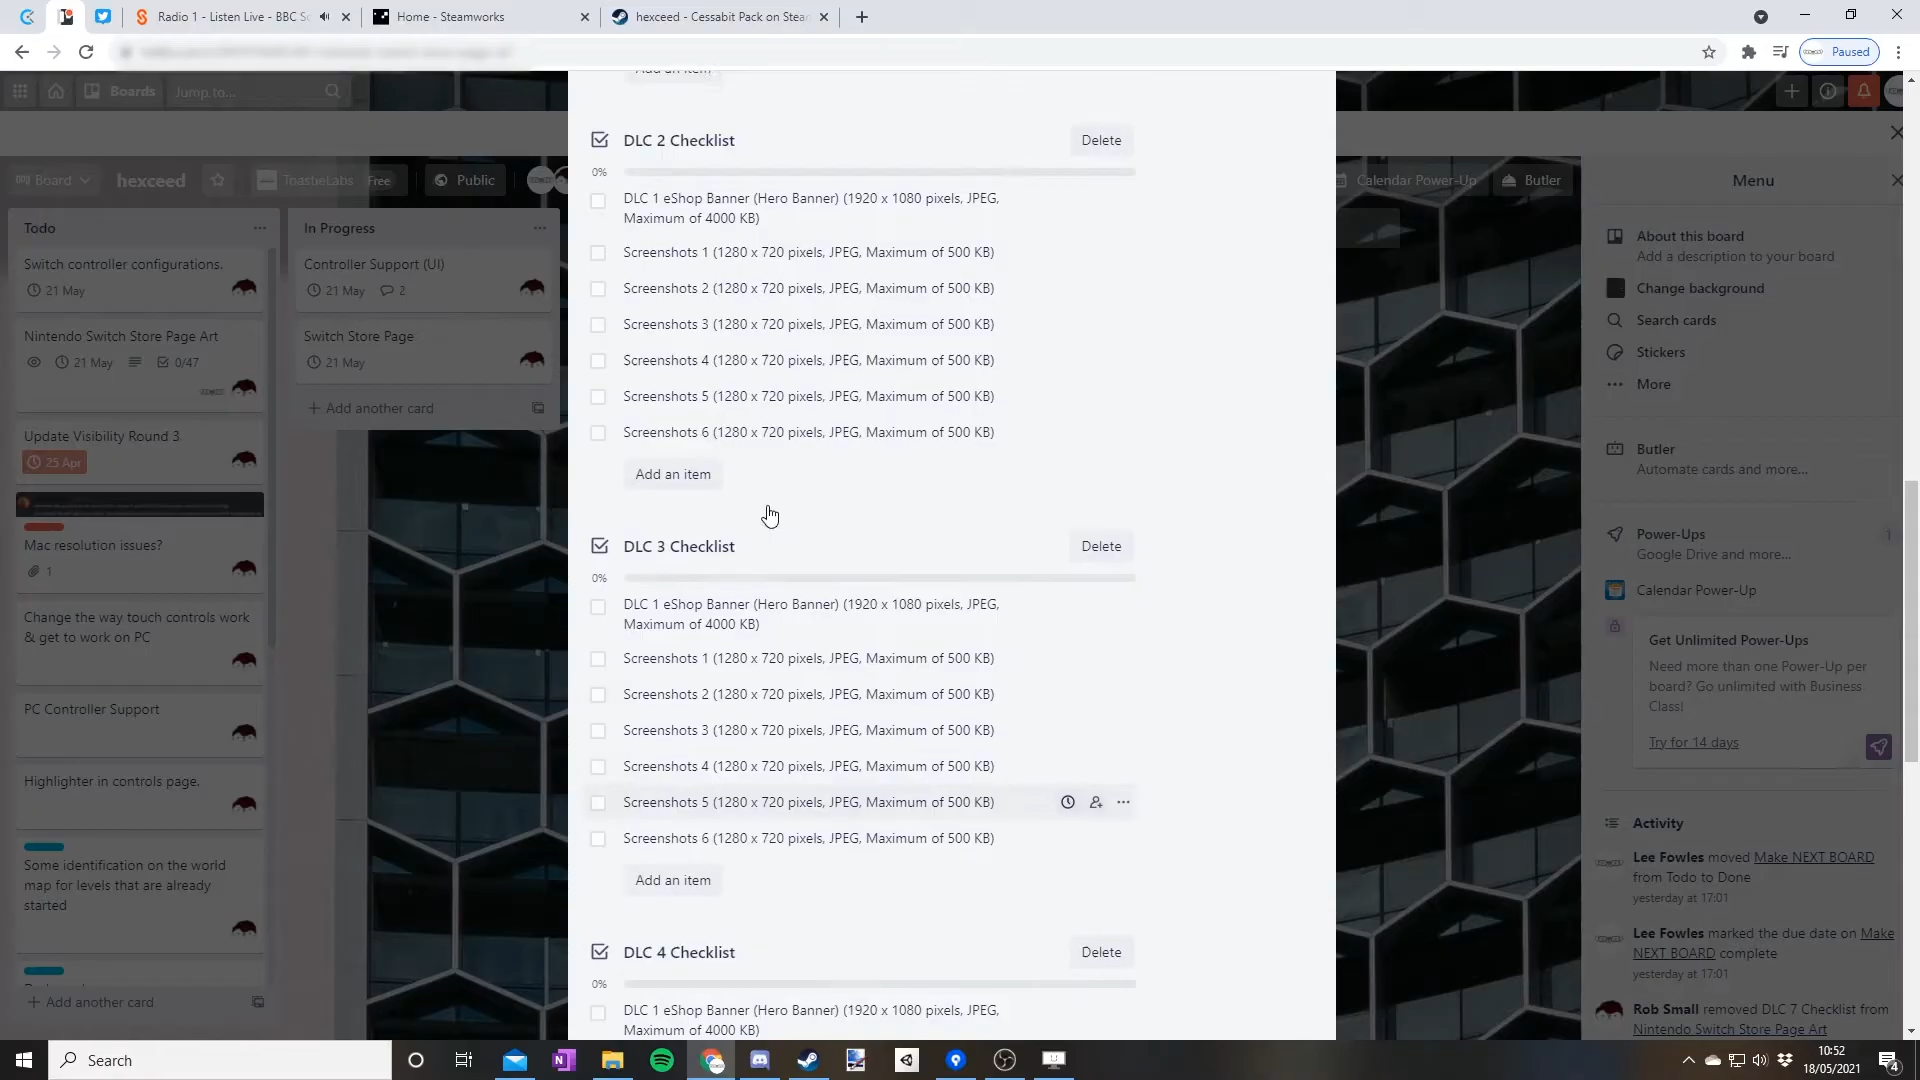 Radio 1 - Listen Live - BBC So
Home - Steamworks
hexceed - Cessabit Pack on Stea
Paused
Add an item
Boards
Jump to...
DLC 2 Checklist
Delete
0%
DLC 1 eShop Banner (Hero Banner) (1920 x 1080 pixels, JPEG,
Maximum of 4000 KB)
Screenshots 1 (1280 x 720 pixels, JPEG, Maximum of 500 KB)
Screenshots 2 (1280 x 720 pixels, JPEG, Maximum of 500 KB)
Screenshots 3 (1280 x 720 pixels, JPEG, Maximum of 500 KB)
Screenshots 4 (1280 x 720 pixels, JPEG, Maximum of 500 KB)
Screenshots 5 (1280 x 720 pixels, JPEG, Maximum of 500 KB)
Screenshots 6 (1280 x 720 pixels, JPEG, Maximum of 500 KB)
Add an item
DLC 3 Checklist
Delete
0%
DLC 1 eShop Banner (Hero Banner) (1920 x 1080 pixels, JPEG,
Maximum of 4000 KB)
Screenshots 1 (1280 x 720 pixels, JPEG, Maximum of 500 KB)
Screenshots 2 (1280 x 720 pixels, JPEG, Maximum of 500 KB)
Screenshots 3 (1280 x 720 pixels, JPEG, Maximum of 500 KB)
Screenshots 4 (1280 x 720 pixels, JPEG, Maximum of 500 KB)
Screenshots 5 (1280 x 720 pixels, JPEG, Maximum of 500 KB)
Screenshots 6 (1280 x 720 pixels, JPEG, Maximum of 500 KB)
Add an item
DLC 4 Checklist
Delete
0%
DLC 1 eShop Banner (Hero Banner) (1920 x 1080 pixels, JPEG,
Maximum of 4000 KB)
Board
hexceed
ToastieLabs
Free
Public
Calendar Power-Up
Butler
Todo
Switch controller configurations.
21 May
Nintendo Switch Store Page Art
21 May
0/47
Update Visibility Round 3
25 Apr
Mac resolution issues?
1
Change the way touch controls work
& get to work on PC
PC Controller Support
Highlighter in controls page.
Some identification on the world
map for levels that are already
started
Add another card
In Progress
Controller Support (UI)
21 May
2
Switch Store Page
21 May
Add another card
Menu
About this board
Add a description to your board
Change background
Search cards
Stickers
More
Butler
Automate cards and more...
Power-Ups
1
Google Drive and more...
Calendar Power-Up
Get Unlimited Power-Ups
Need more than one Power-Up per
board? Go unlimited with Business
Class!
Try for 14 days
Activity
Lee Fowles moved Make NEXT BOARD
from Todo to Done
yesterday at 17:01
Lee Fowles marked the due date on Make
NEXT BOARD complete
yesterday at 17:01
Rob Small removed DLC 7 Checklist from
Nintendo Switch Store Page Art
Search
10:52
18/05/2021
4